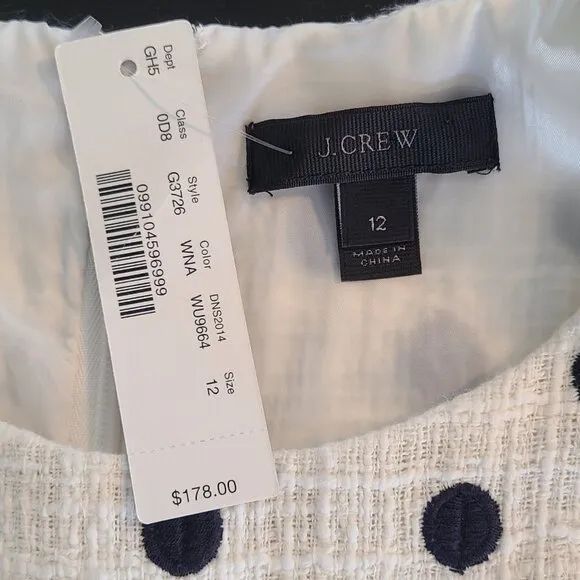 Dept
GH5
Class
0D8
Style
G3726
Color
WNA
DNS2014
WU9664
Size
12
099104596999
$178.00
J.CREW
12
MADE IN
CHINA